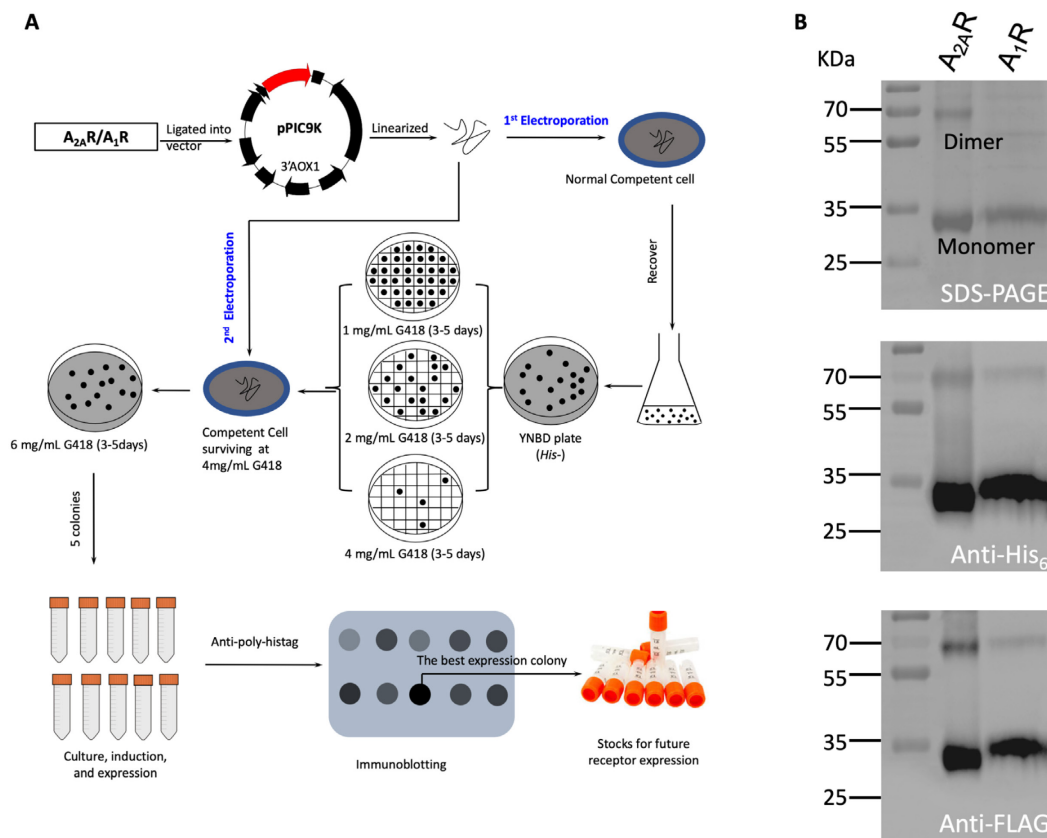 A
A2AR/A1R
Ligated into
vector
pPIC9K
3'AOX1
Linearized
1st Electroporation
Normal Competent cell
Recover
2nd Electroporation
1 mg/mL G418 (3-5 days)
2 mg/mL G418 (3-5 days)
4 mg/mL G418 (3-5 days)
YNBD plate
(His-)
Competent Cell
surviving at
4mg/mL G418
6 mg/mL G418 (3-5days)
5 colonies
Culture, induction,
and expression
Anti-poly-histag
Immunoblotting
The best expression colony
Stocks for future
receptor expression
B
KDa
A2AR
A1R
70
55
35
25
Dimer
Monomer
SDS-PAGE
70
55
35
25
Anti-His6
70
55
35
25
Anti-FLAG